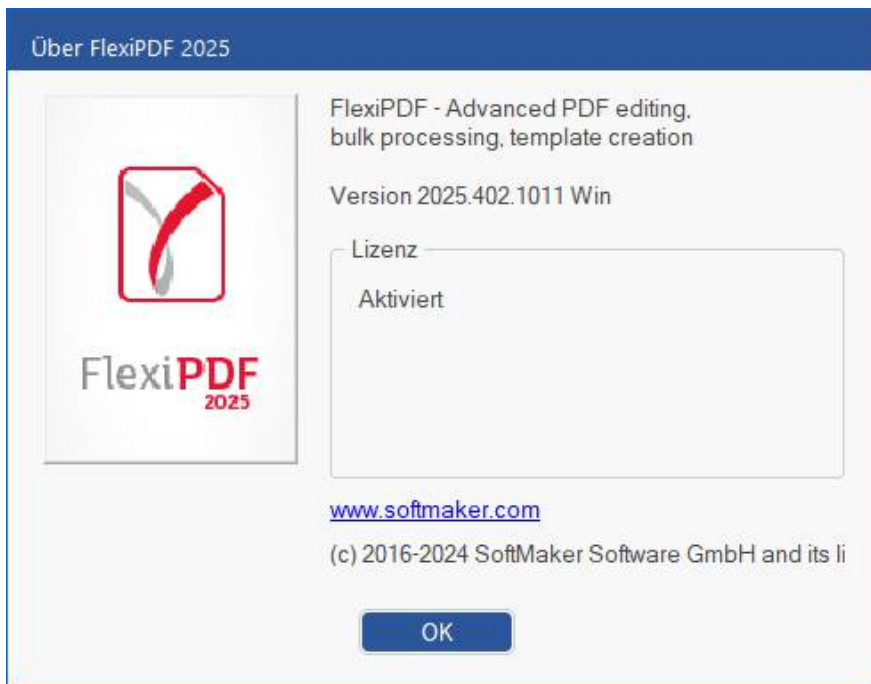 Über FlexiPDF 2025
FlexiPDF - Advanced PDF editing,
bulk processing, template creation
Version 2025.402.1011 Win
Lizenz
Aktiviert
FlexiPDF
2025
www.softmaker.com
(c) 2016-2024 SoftMaker Software GmbH and its li
OK